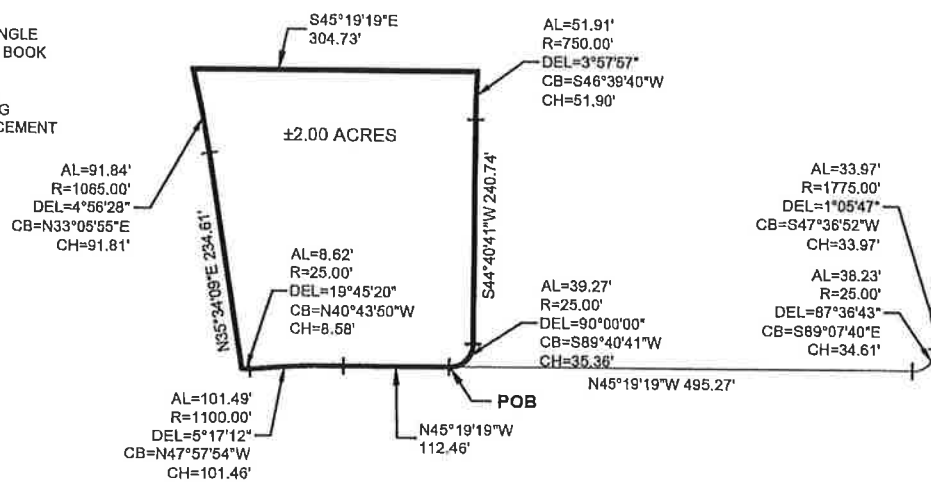 NGLE
BOOK
G
CEMENT
S45°19'19"E
304.73'
AL=51.91'
R=750.00'
DEL=3°57'57"
CB=S46°39'40"W
CH=51.90'
±2.00 ACRES
AL=91.84'
R=1065.00'
DEL=4°56'28"
CB=N33°05'55"E
CH=91.81'
N35°34'09"E 234.61'
S44°40'41"W 240.74'
AL=8.62'
R=25.00'
DEL=19°45'20"
CB=N40°43'50"W
CH=8.58'
AL=39.27'
R=25.00'
DEL=90°00'00"
CB=S89°40'41"W
CH=35.36'
AL=33.97'
R=1775.00'
DEL=1°05'47"
CB=S47°36'52"W
CH=33.97'
AL=38.23'
R=25.00'
DEL=87°36'43"
CB=S89°07'40"E
CH=34.61'
N45°19'19"W 495.27'
POB
AL=101.49'
R=1100.00'
DEL=5°17'12"
CB=N47°57'54"W
CH=101.46'
N45°19'19"W
112.46'